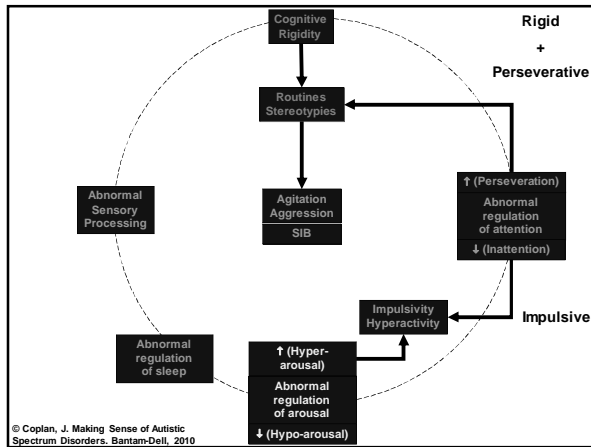 Cognitive
Rigidity
Rigid
+
Perseverative
Routines
Stereotypies
Abnormal
Sensory
Processing
Agitation
Aggression
SIB
↑ (Perseveration)
Abnormal
regulation
of attention
↓ (Inattention)
Impulsivity
Hyperactivity
Impulsive
Abnormal
regulation
of sleep
↑ (Hyper-
arousal)
Abnormal
regulation
of arousal
↓ (Hypo-arousal)
© Coplan, J. Making Sense of Autistic
Spectrum Disorders. Bantam-Dell, 2010